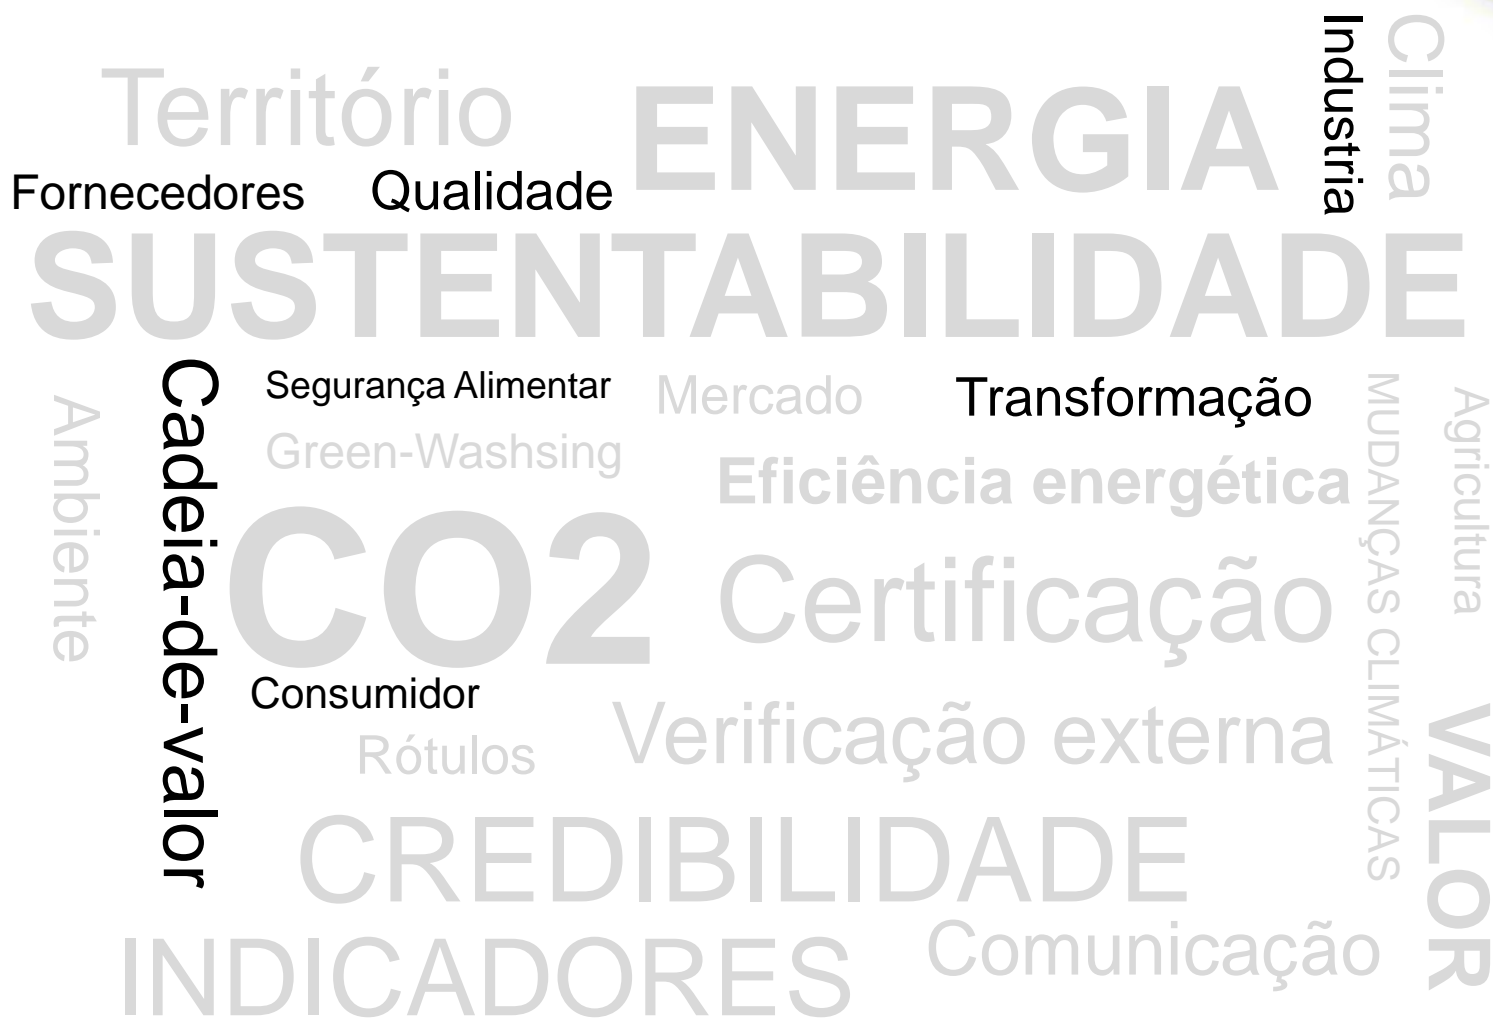 Território
ENERGIA
Industria
Clima
Fornecedores
Qualidade
SUSTENTABILIDADE
Ambiente
Cadeia-de-valor
Segurança Alimentar
Mercado
Transformação
MUDANÇAS CLIMÁTICAS
Agricultura
Green-Washsing
Eficiência energética
CO2
Certificação
Consumidor
Verificação externa
Rótulos
VALOR
CREDIBILIDADE
Comunicação
INDICADORES